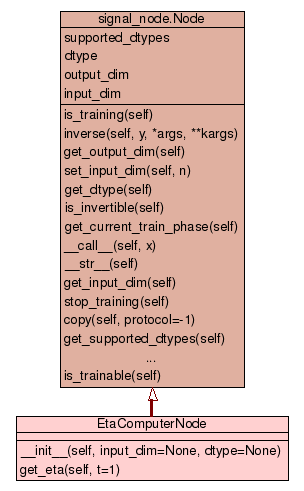 signal_node.Node
supported_dtypes
dtype
output_dim
input_dim
is_training(self)
inverse(self, y, *args, **kargs)
get_output_dim(self)
set_input_dim(self, n)
get_dtype(self)
is_invertible(self)
get_current_train_phase(self)
__call__(self, x)
__str__(self)
get_input_dim(self)
stop_training(self)
copy(self, protocol=-1)
get_supported_dtypes(self)
...
is_trainable(self)
EtaComputerNode
__init__(self, input_dim=None, dtype=None)
get_eta(self, t=1)